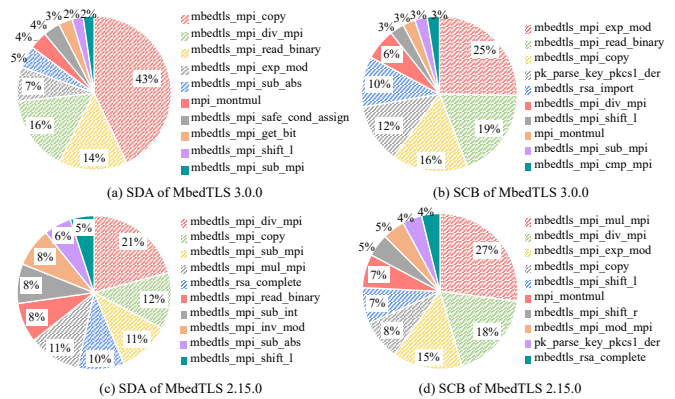 43%
14%
16%
7%
5%
4%
4%
3%
2%
2%
mbedtls_mpi_copy
mbedtls_mpi_div_mpi
mbedtls_mpi_read_binary
mbedtls_mpi_exp_mod
mbedtls_mpi_sub_abs
mpi_montmul
mbedtls_mpi_safe_cond_assign
mbedtls_mpi_get_bit
mbedtls_mpi_shift_l
mbedtls_mpi_sub_mpi
(a) SDA of MbedTLS 3.0.0
25%
19%
16%
12%
10%
6%
3%
3%
3%
3%
mbedtls_mpi_exp_mod
mbedtls_mpi_read_binary
mbedtls_mpi_copy
pk_parse_key_pkcs1_der
mbedtls_rsa_import
mbedtls_mpi_div_mpi
mbedtls_mpi_shift_l
mpi_montmul
mbedtls_mpi_sub_mpi
mbedtls_mpi_cmp_mpi
(b) SCB of MbedTLS 3.0.0
21%
12%
11%
10%
11%
8%
8%
8%
6%
5%
mbedtls_mpi_div_mpi
mbedtls_mpi_copy
mbedtls_mpi_sub_mpi
mbedtls_mpi_mul_mpi
mbedtls_rsa_complete
mbedtls_mpi_read_binary
mbedtls_mpi_sub_int
mbedtls_mpi_inv_mod
mbedtls_mpi_sub_abs
mbedtls_mpi_shift_l
(c) SDA of MbedTLS 2.15.0
27%
18%
15%
8%
7%
7%
5%
5%
4%
4%
mbedtls_mpi_mul_mpi
mbedtls_mpi_div_mpi
mbedtls_mpi_exp_mod
mbedtls_mpi_copy
mbedtls_mpi_shift_l
mpi_montmul
mbedtls_mpi_shift_r
mbedtls_mpi_mod_mpi
pk_parse_key_pkcs1_der
mbedtls_rsa_complete
(d) SCB of MbedTLS 2.15.0